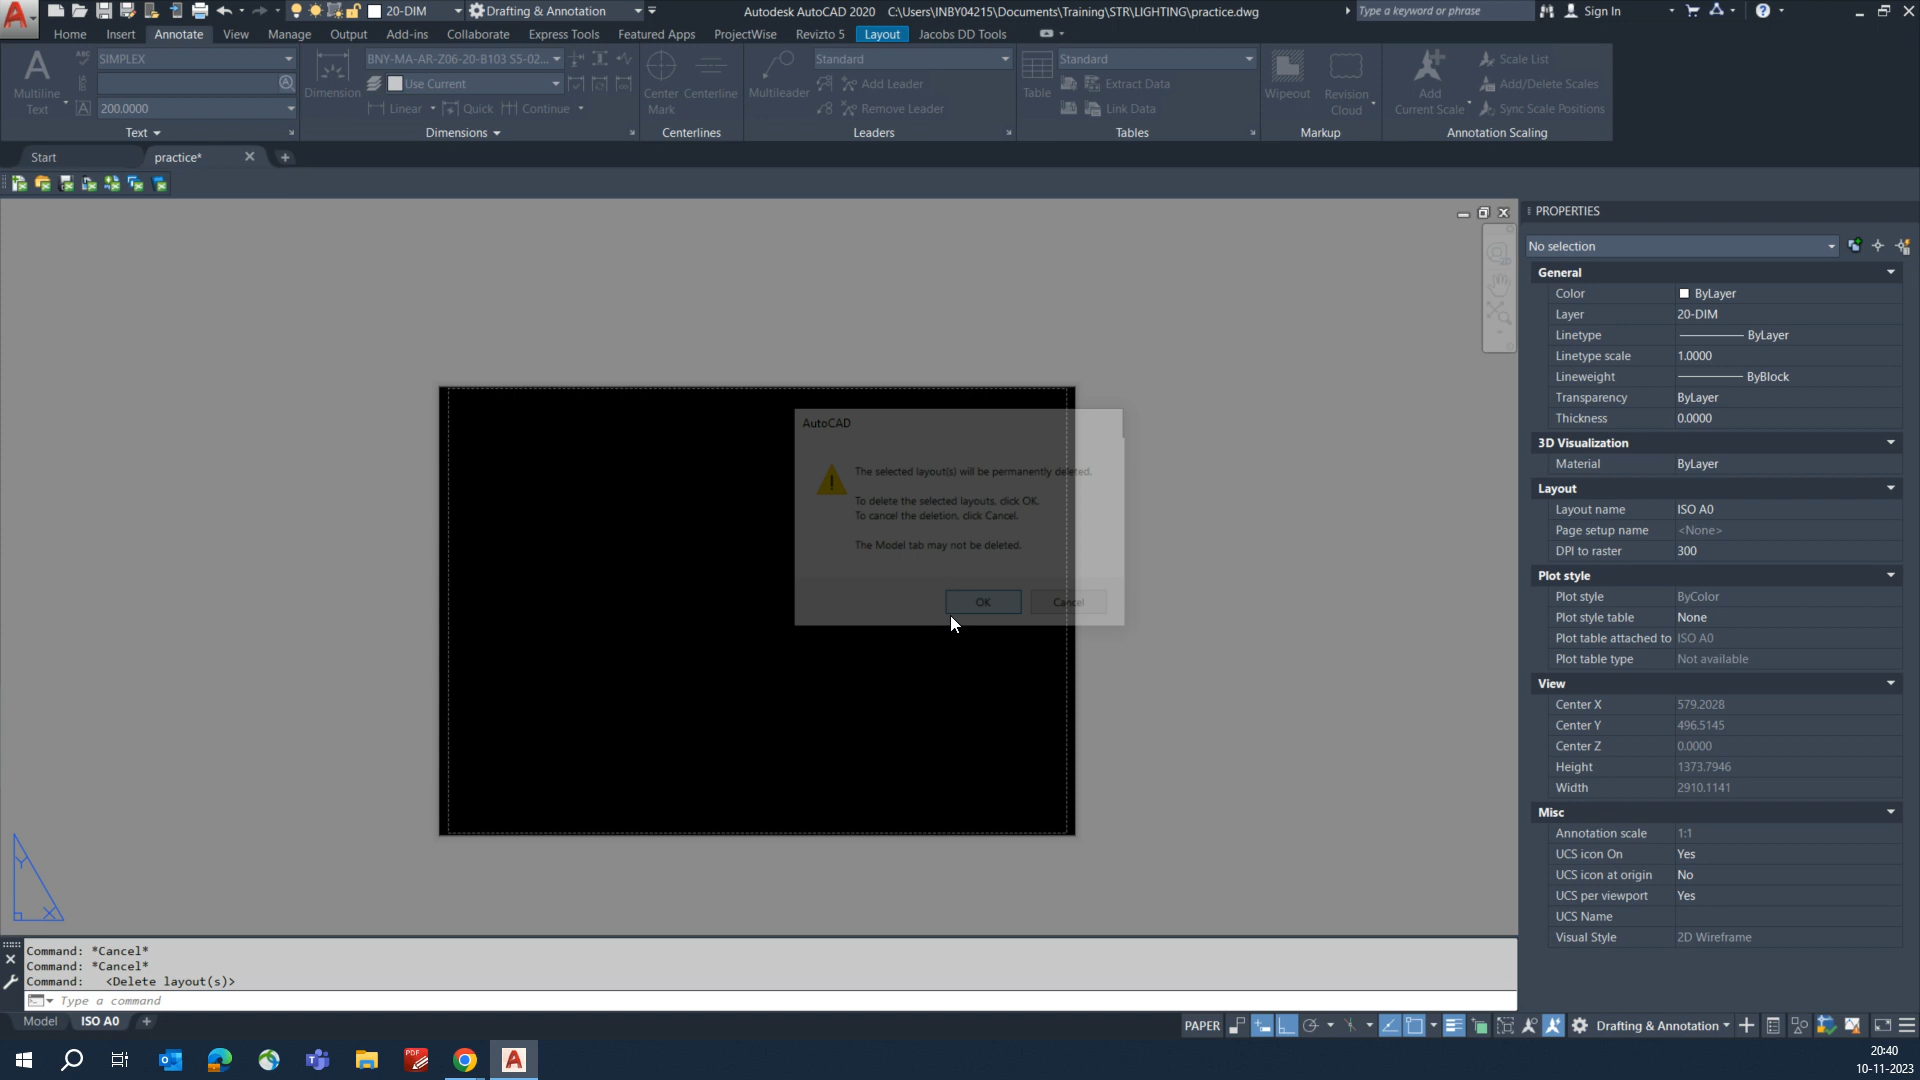 20-DIM
Drafting & Annotation
Autodesk AutoCAD 2020 C:\Users\INBY04215\Documents\Training\STR\LIGHTING\practice.dwg
Type a keyword or phrase
Sign In
Home Insert Annotate View Manage Output Add-ins Collaborate Express Tools Featured Apps ProjectWise Revizto 5 Layout Jacobs DD Tools
Multiline Text
SIMPLEX
200.0000
Text
Dimension
BNY-MA-AR-Z06-20-B103 S5-02...
Use Current
Linear Quick Continue
Dimensions
Center Mark
Centerline
Centerlines
Multileader
Standard
Add Leader
Remove Leader
Leaders
Table
Standard
Extract Data
Link Data
Tables
Wipeout
Revision Cloud
Markup
Add Current Scale
Scale List
Add/Delete Scales
Sync Scale Positions
Annotation Scaling
Start
practice*
AutoCAD
The selected layout(s) will be permanently deleted.
To delete the selected layouts, click OK.
To cancel the deletion, click Cancel.
The Model tab may not be deleted.
OK Cancel
PROPERTIES
No selection
General
Color ByLayer
Layer 20-DIM
Linetype ByLayer
Linetype scale 1.0000
Lineweight ByBlock
Transparency ByLayer
Thickness 0.0000
3D Visualization
Material ByLayer
Layout
Layout name ISO A0
Page setup name <None>
DPI to raster 300
Plot style
Plot style ByColor
Plot style table None
Plot table attached to ISO A0
Plot table type Not available
View
Center X 579.2028
Center Y 496.5145
Center Z 0.0000
Height 1373.7946
Width 2910.1141
Misc
Annotation scale 1:1
UCS icon On Yes
UCS icon at origin No
UCS per viewport Yes
UCS Name
Visual Style 2D Wireframe
Y
X
Command: *Cancel*
Command: *Cancel*
Command: <Delete layout(s)>
Type a command
Model ISO A0
PAPER
Drafting & Annotation
20:40
10-11-2023